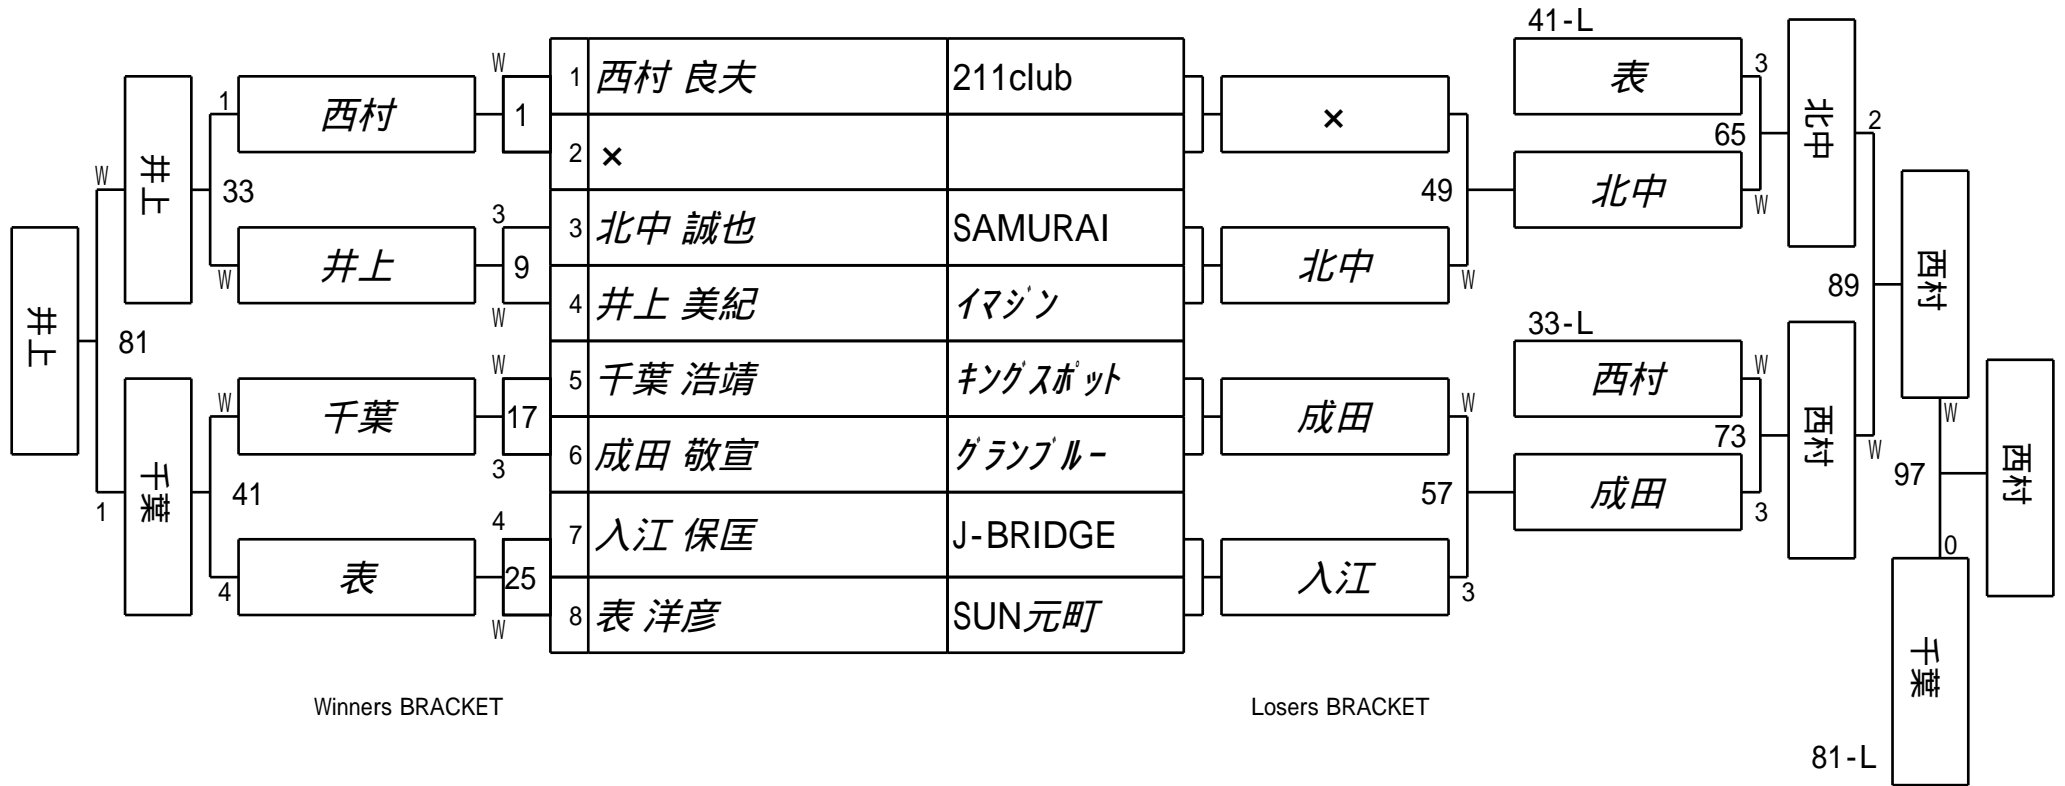 41-L
W
1 西村 良夫 211club
3
1
西村
1
×
表
2
2 ×
65
北中
井上
W
33
49
北中
W
3
3 北中 誠也 SAMURAI
井上
9
北中
W
W
4 井上 美紀 イマジン
W
西村
89
井上
81
33-L
W
5 千葉 浩靖 キングスポット
西村
W
W
千葉
17
成田
W
W
73
西村
W
6 成田 敬宣 グランブルー
3
西村
千葉
1
41
57
成田
3
97
4
7 入江 保匡 J-BRIDGE
0
表
4
25
入江
3
8 表 洋彦 SUN元町
W
千葉
Winners BRACKET
Losers BRACKET
81-L